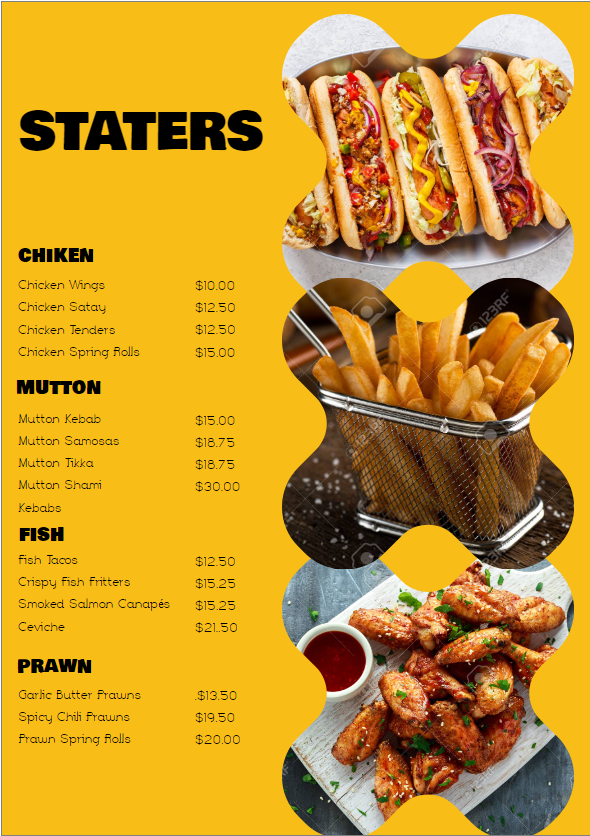 STATERS
CHIKEN
Chicken Wings $10.00
Chicken Satay $12.50
Chicken Tenders $12.50
Chicken Spring Rolls $15.00
MUTTON
Mutton Kebab $15.00
Mutton Samosas $18.75
Mutton Tikka $18.75
Mutton Shami $30.00
Kebabs
FISH
Fish Tacos $12.50
Crispy Fish Fritters $15.25
Smoked Salmon Canapés $15.25
Ceviche $21.50
PRAWN
Garlic Butter Prawns .$13.50
Spicy Chili Prawns $19.50
Prawn Spring Rolls $20.00
123RF